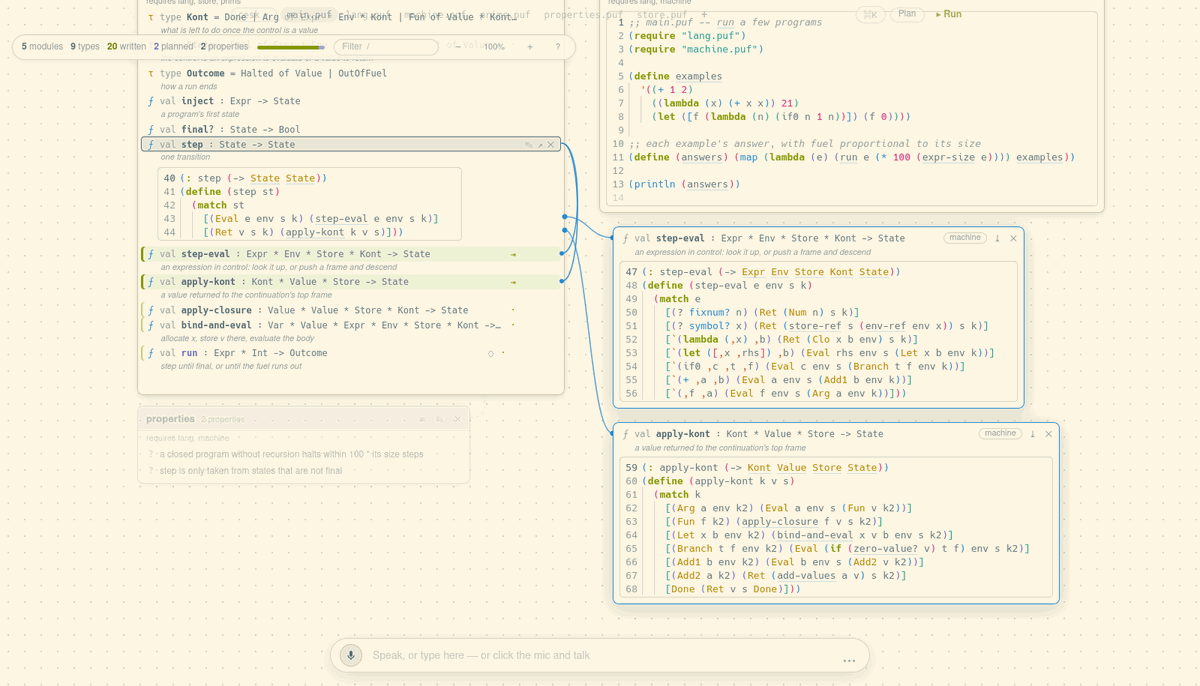 requires lang, store, prims
τ type Kont = Done | Arg of Expr * Env * Kont | Fun of Value * Kont…
what is left to do once the control is a value
main.puf
properties.puf store.puf +
⌘K Plan ▸ Run
5 modules 9 types 20 written 2 planned 2 properties Filter / − 100% + ?
τ type Outcome = Halted of Value | OutOfFuel
how a run ends
ƒ val inject : Expr -> State
a program's first state
ƒ val final? : State -> Bool
ƒ val step : State -> State
one transition
40 (: step (-> State State))
41 (define (step st)
42 (match st
43 [(Eval e env s k) (step-eval e env s k)]
44 [(Ret v s k) (apply-kont k v s)]))
ƒ val step-eval : Expr * Env * Store * Kont -> State
an expression in control: look it up, or push a frame and descend
ƒ val apply-kont : Kont * Value * Store -> State
a value returned to the continuation's top frame
ƒ val apply-closure : Value * Value * Store * Kont -> State
ƒ val bind-and-eval : Var * Value * Expr * Env * Store * Kont ->…
allocate x, store v there, evaluate the body
ƒ val run : Expr * Int -> Outcome
step until final, or until the fuel runs out
properties 2 properties
requires lang, machine
? a closed program without recursion halts within 100 * its size steps
? step is only taken from states that are not final
requires lang, machine
1 ;; main.puf -- run a few programs
2 (require "lang.puf")
3 (require "machine.puf")
4
5 (define examples
6 '((+ 1 2)
7 ((lambda (x) (+ x x)) 21)
8 (let ([f (lambda (n) (if0 n 1 n))]) (f 0))))
9
10 ;; each example's answer, with fuel proportional to its size
11 (define (answers) (map (lambda (e) (run e (* 100 (expr-size e)))) examples))
12
13 (println (answers))
14
ƒ val step-eval : Expr * Env * Store * Kont -> State machine ↓ ×
an expression in control: look it up, or push a frame and descend
47 (: step-eval (-> Expr Env Store Kont State))
48 (define (step-eval e env s k)
49 (match e
50 [(? fixnum? n) (Ret (Num n) s k)]
51 [(? symbol? x) (Ret (store-ref s (env-ref env x)) s k)]
52 [`(lambda (,x) ,b) (Ret (Clo x b env) s k)]
53 [`(let ([,x ,rhs]) ,b) (Eval rhs env s (Let x b env k))]
54 [`(if0 ,c ,t ,f) (Eval c env s (Branch t f env k))]
55 [`(+ ,a ,b) (Eval a env s (Add1 b env k))]
56 [`(,f ,a) (Eval f env s (Arg a env k))]))
ƒ val apply-kont : Kont * Value * Store -> State machine ↓ ×
a value returned to the continuation's top frame
59 (: apply-kont (-> Kont Value Store State))
60 (define (apply-kont k v s)
61 (match k
62 [(Arg a env k2) (Eval a env s (Fun v k2))]
63 [(Fun f k2) (apply-closure f v s k2)]
64 [(Let x b env k2) (bind-and-eval x v b env s k2)]
65 [(Branch t f env k2) (Eval (if (zero-value? v) t f) env s k2)]
66 [(Add1 b env k2) (Eval b env s (Add2 v k2))]
67 [(Add2 a k2) (Ret (add-values a v) s k2)]
68 [Done (Ret v s Done)]))
Speak, or type here — or click the mic and talk ...